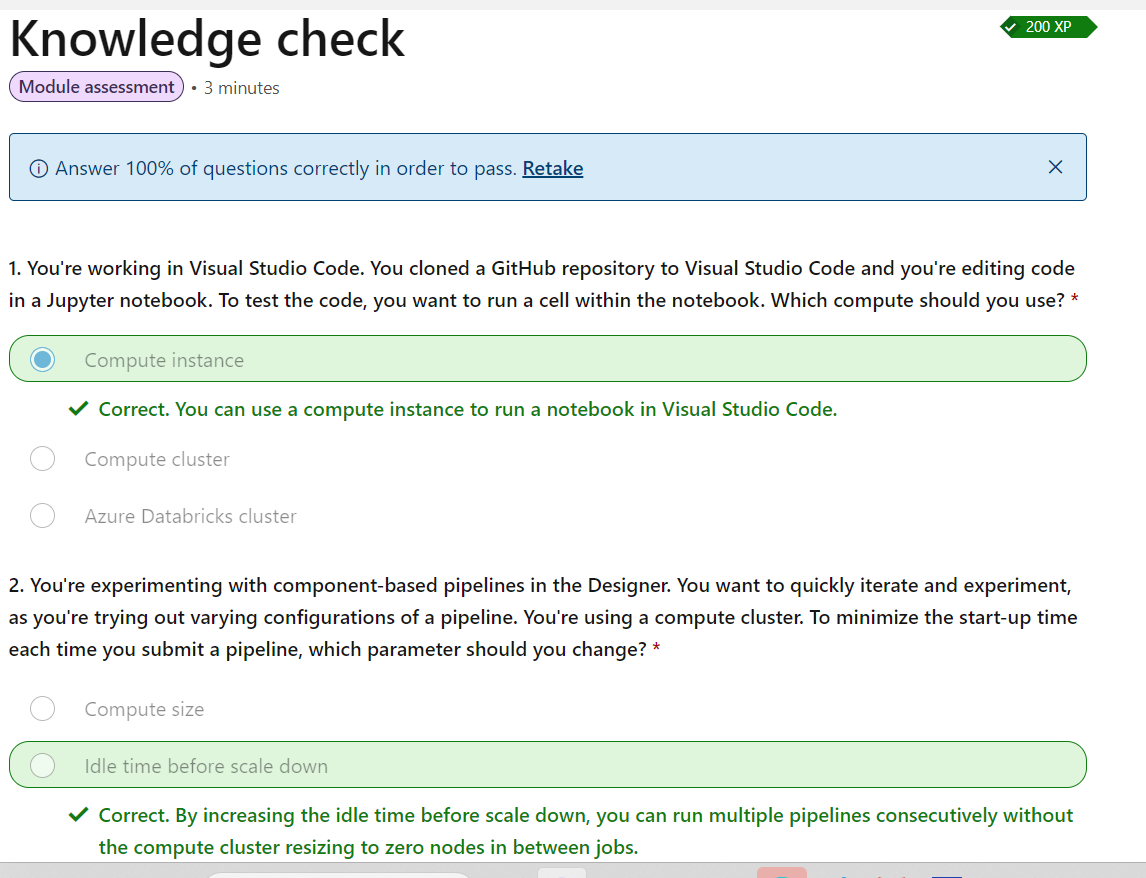 Knowledge check
200 XP
Module assessment • 3 minutes
Answer 100% of questions correctly in order to pass. Retake
1. You're working in Visual Studio Code. You cloned a GitHub repository to Visual Studio Code and you're editing code
in a Jupyter notebook. To test the code, you want to run a cell within the notebook. Which compute should you use? *
Compute instance
Correct. You can use a compute instance to run a notebook in Visual Studio Code.
Compute cluster
Azure Databricks cluster
2. You're experimenting with component-based pipelines in the Designer. You want to quickly iterate and experiment,
as you're trying out varying configurations of a pipeline. You're using a compute cluster. To minimize the start-up time
each time you submit a pipeline, which parameter should you change? *
Compute size
Idle time before scale down
Correct. By increasing the idle time before scale down, you can run multiple pipelines consecutively without
the compute cluster resizing to zero nodes in between jobs.